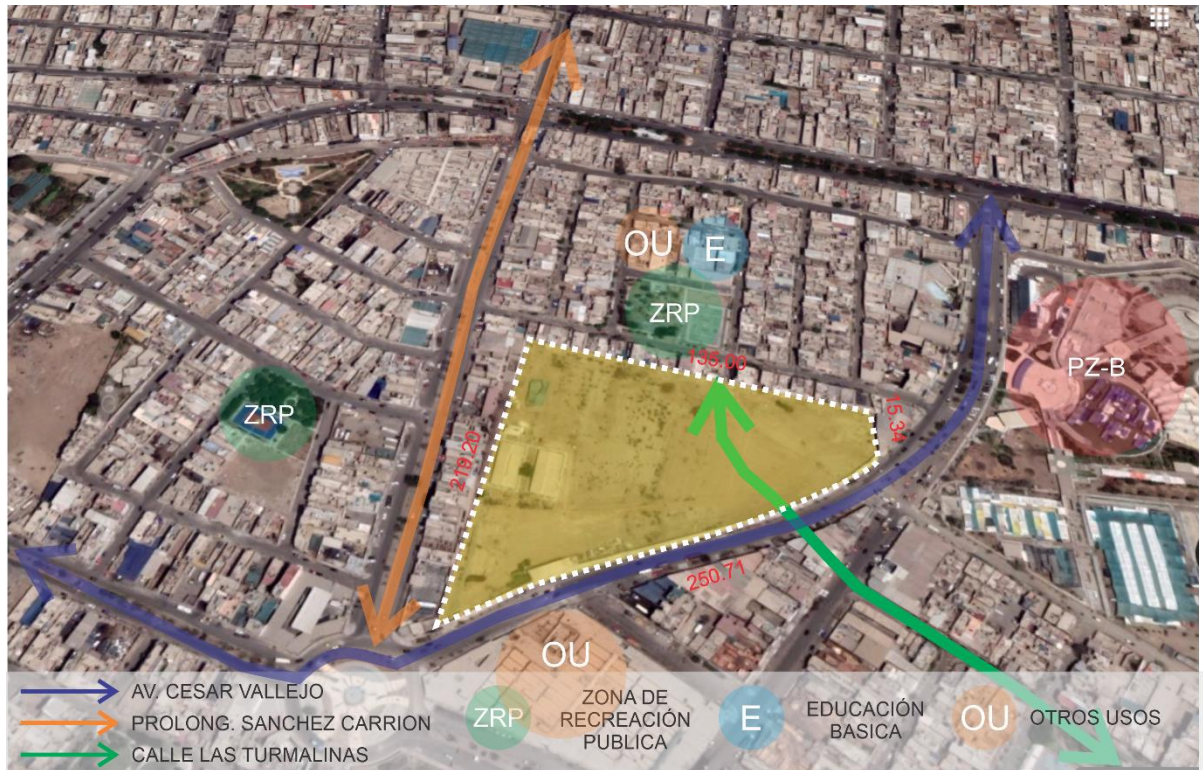 OU
E
ZRP
135.00
PZ-B
ZRP
15.34
219.20
250.71
OU
AV. CESAR VALLEJO
PROLONG. SANCHEZ CARRION
CALLE LAS TURMALINAS
ZRP
ZONA DE
RECREACIÓN
PUBLICA
E
EDUCACIÓN
BASICA
OU
OTROS USOS